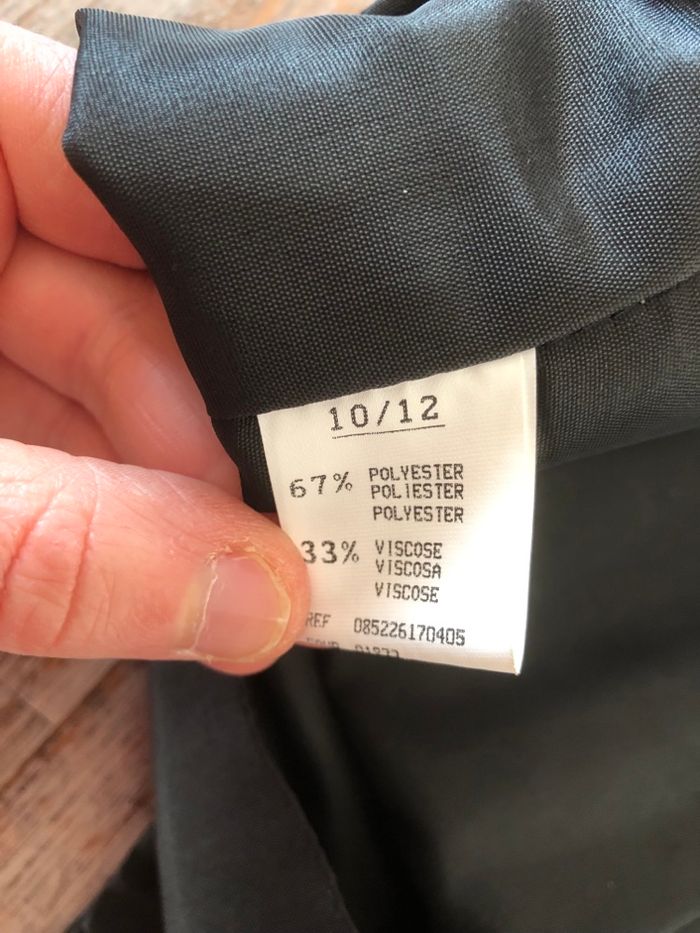 10/12
67% POLYESTER
POLIESTER
POLYESTER
33% VISCOSE
VISCOSA
VISCOSE
REF 085226170405